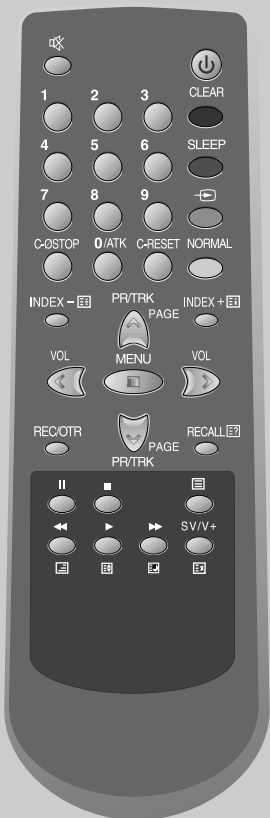 CLEAR
1 2 3
SLEEP
4 5 6
7 8 9
C-ØSTOP 0/ATK C-RESET NORMAL
INDEX - PR/TRK INDEX +
PAGE
VOL MENU VOL
REC/OTR PAGE RECALL
PR/TRK
SV/V+